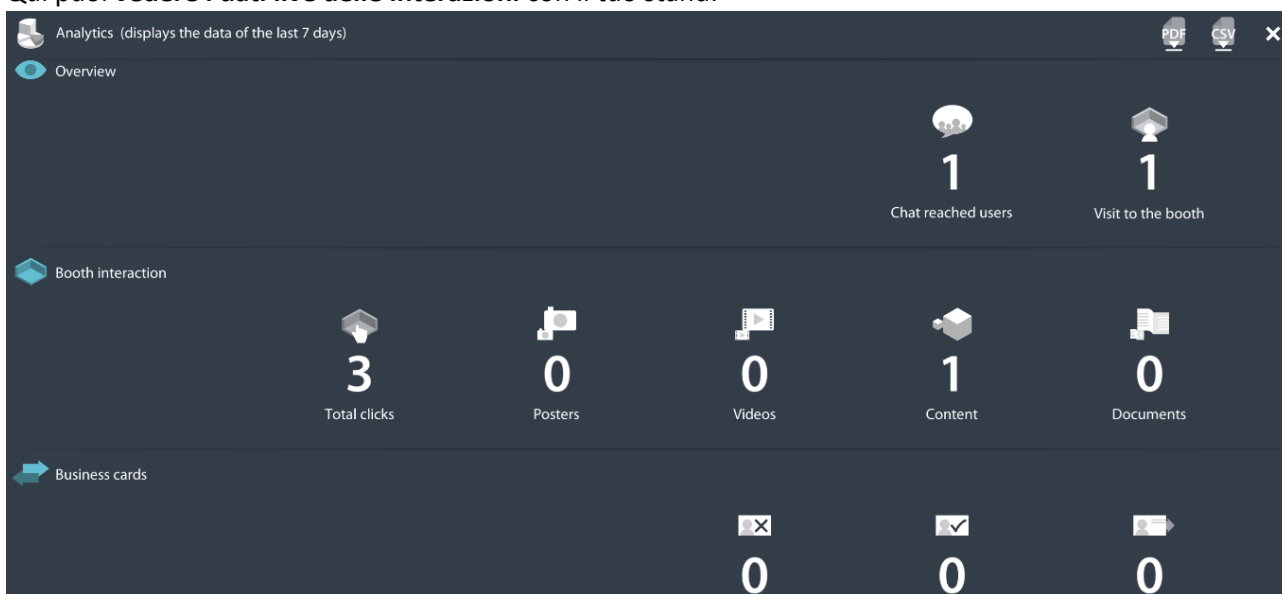 Analytics (displays the data of the last 7 days)
PDF
CSV
Overview
1
1
Chat reached users
Visit to the booth
Booth interaction
3
0
0
1
0
Total clicks
Posters
Videos
Content
Documents
Business cards
0
0
0